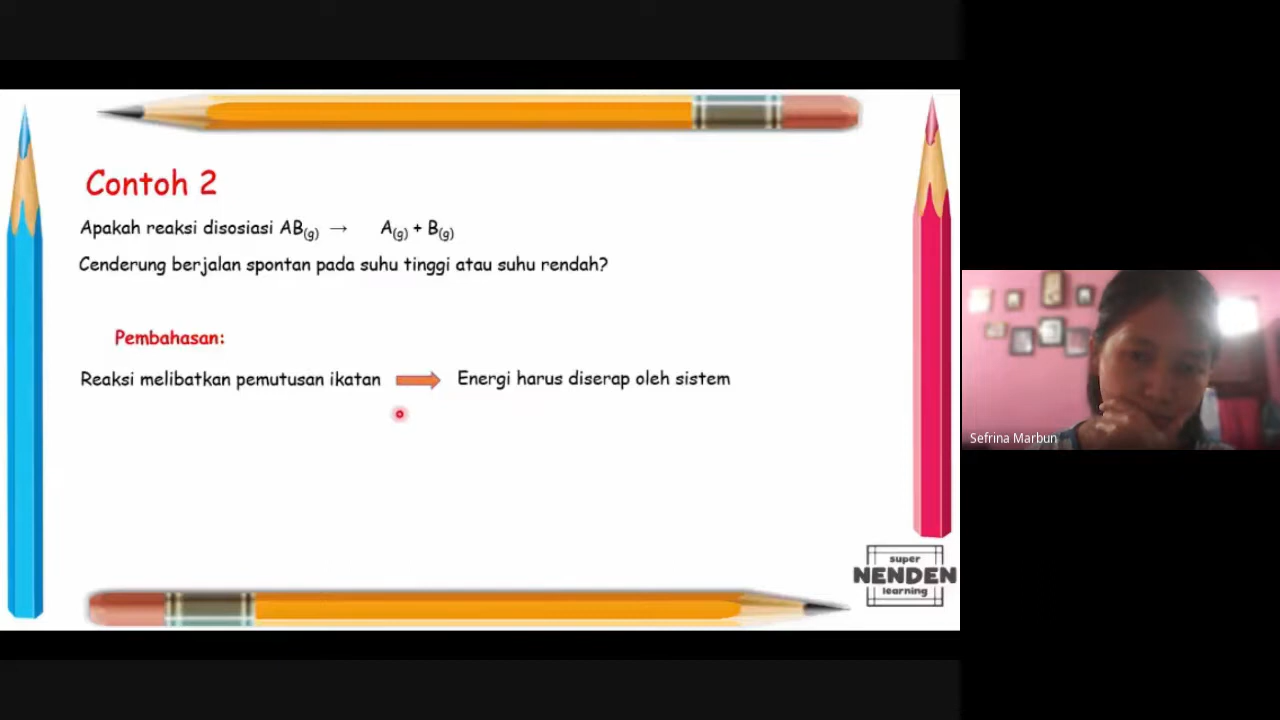 Contoh 2
Apakah reaksi disosiasi AB(g) → A(g) + B(g)
Cenderung berjalan spontan pada suhu tinggi atau suhu rendah?
Pembahasan:
Reaksi melibatkan pemutusan ikatan Energi harus diserap oleh sistem
Sefrina Marbun
super
NENDEN
learning